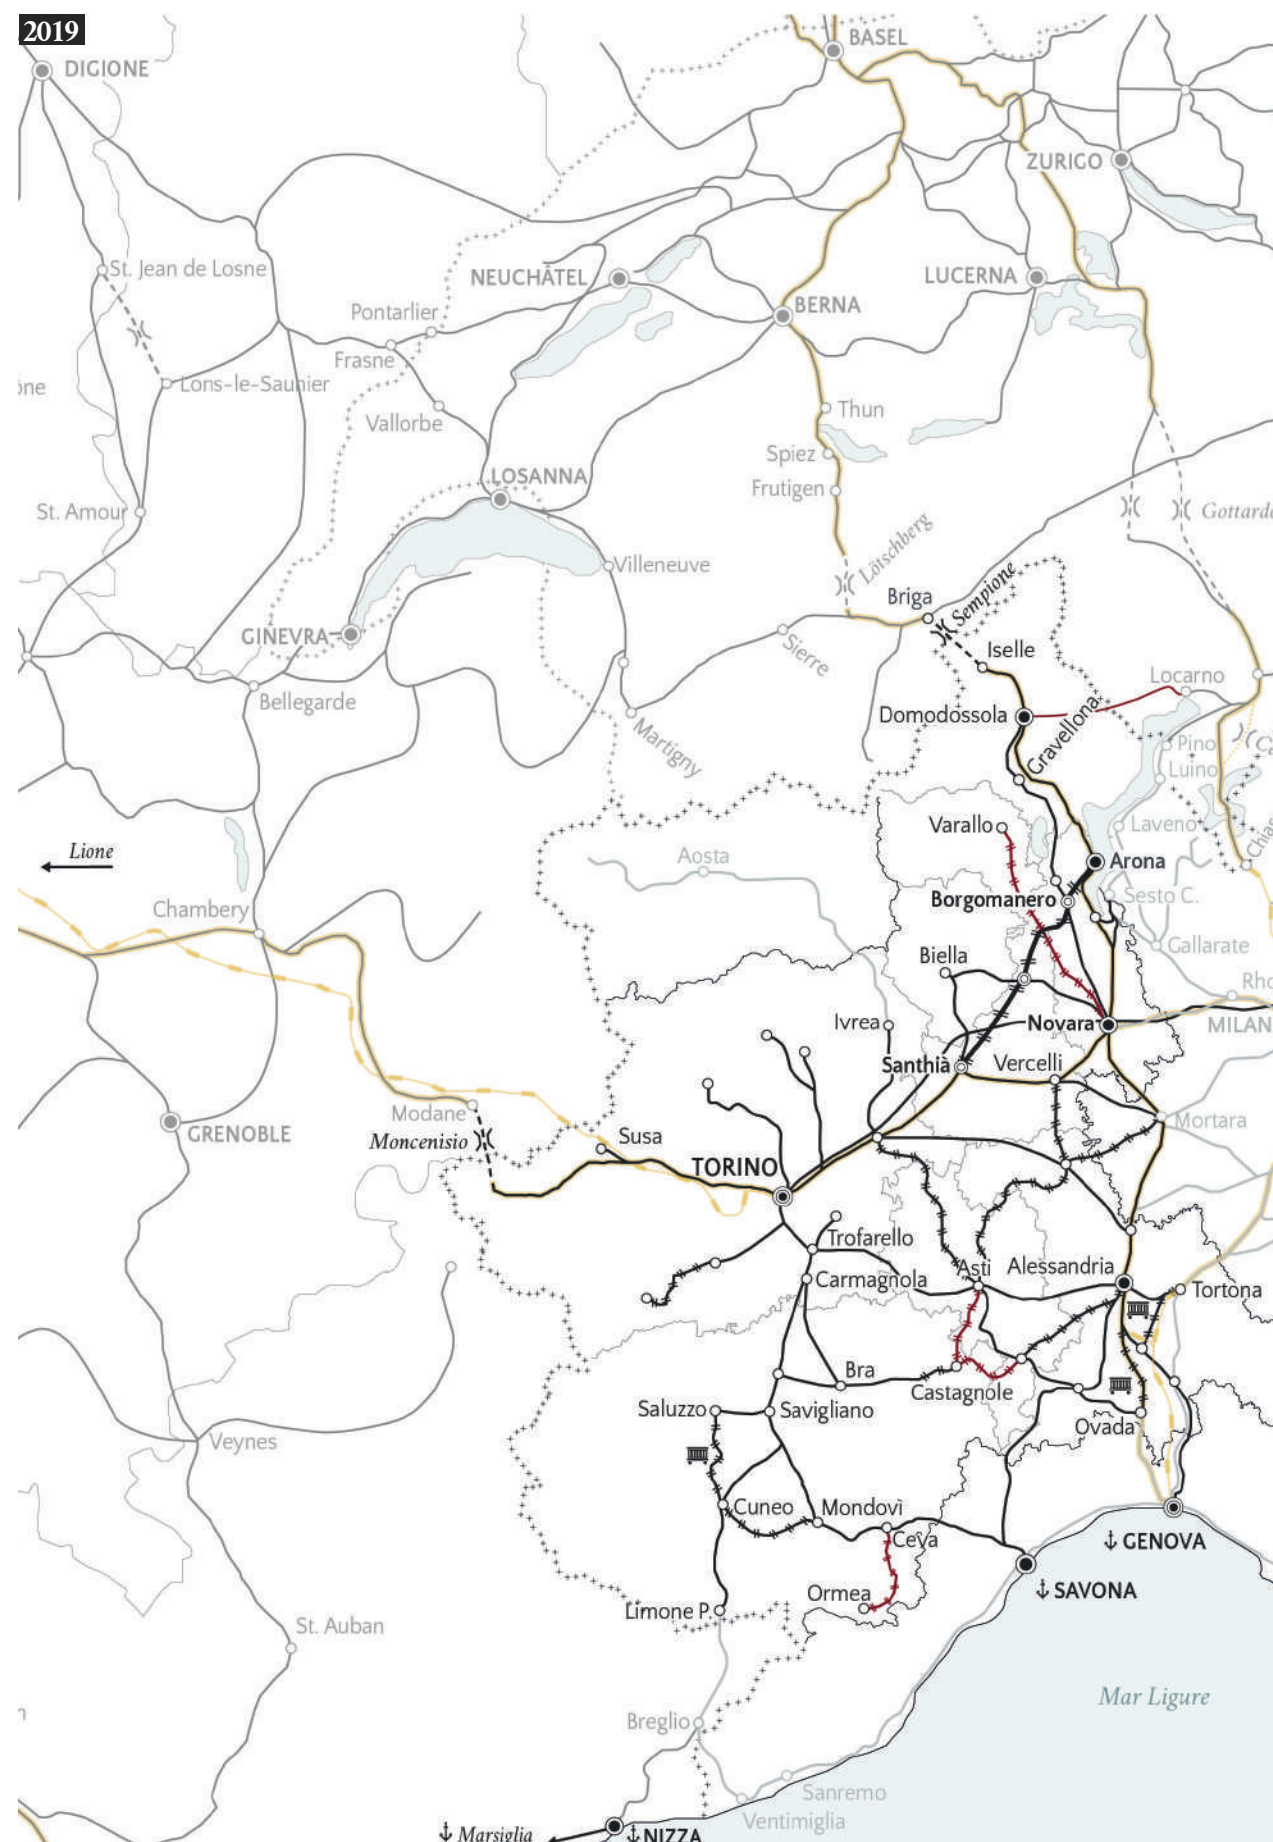 2019
DIGIONE
BASEL
ZURIGO
St. Jean de Losne
NEUCHÂTEL
LUCERNA
Pontarlier
BERNA
Frasne
Lons-le-Saunier
Vallorbe
Thun
LOSANNA
Spiez
Frutigen
St. Amour
Lötschberg
Villeneuve
Briga
Sempione
GINEVRA
Sierre
Iselle
Bellegarde
Locarno
Domodossola
Gravellona
Martigny
Pino
Luino
Varallo
Laveno
Lione
Aosta
Arona
Chambery
Borgomanero
Sesto C.
Biella
Gallarate
Ivrea
Novara
Santhià
Vercelli
Modane
Moncenisio
Susa
Mortara
GRENOBLE
TORINO
Trofarello
Carmagnola
Asti
Alessandria
Tortona
Bra
Castagnole
Saluzzo
Savigliano
Ovada
Veynes
Cuneo
Mondovì
Ceva
GENOVA
Ormea
SAVONA
Limone P.
St. Auban
Mar Ligure
Breglio
Sanremo
Ventimiglia
Marsiglia
NIZZA